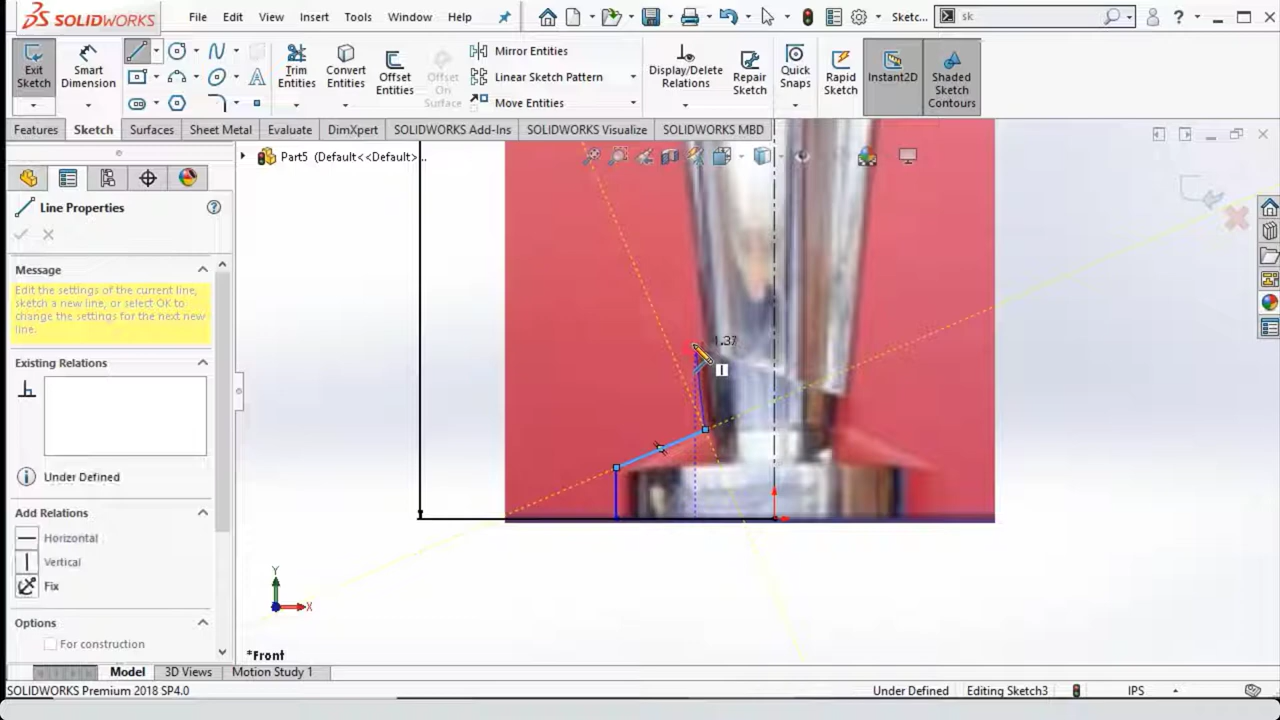 SOLIDWORKS File Edit View Insert Tools Window Help Sketc... sk ?
Exit Sketch
Smart Dimension
Trim Entities
Convert Entities
Offset Entities
Offset On Surface
Mirror Entities
Linear Sketch Pattern
Move Entities
Display/Delete Relations
Repair Sketch
Quick Snaps
Rapid Sketch
Instant2D
Shaded Sketch Contours
Features Sketch Surfaces Sheet Metal Evaluate DimXpert SOLIDWORKS Add-Ins SOLIDWORKS Visualize SOLIDWORKS MBD
Part5 (Default<<Default>...
Line Properties ?
Message
Edit the settings of the current line,
sketch a new line, or select OK to
change the settings for the next new
line.
Existing Relations
Under Defined
Add Relations
Horizontal
Vertical
Fix
Options
For construction
1.37
Y
X
*Front
Model 3D Views Motion Study 1
SOLIDWORKS Premium 2018 SP4.0 Under Defined Editing Sketch3 IPS